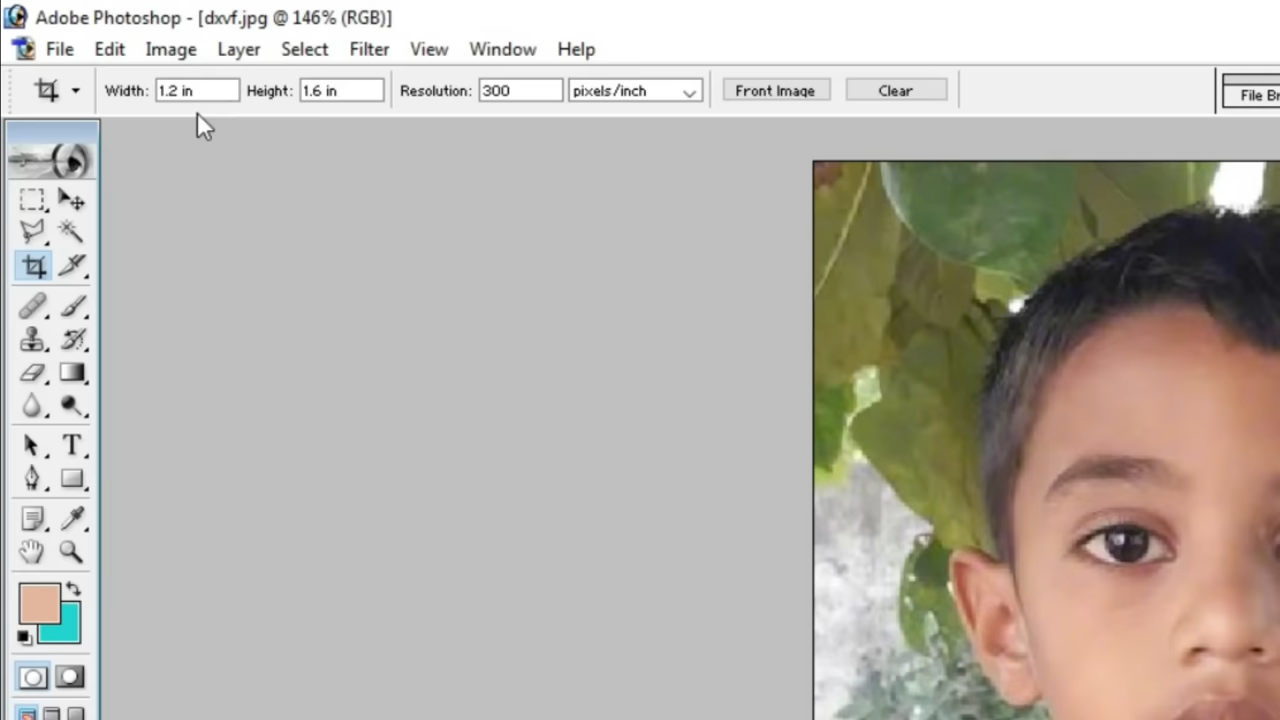 Adobe Photoshop - [dxvf.jpg @ 146% (RGB)]
File Edit Image Layer Select Filter View Window Help
Width: 1.2 in Height: 1.6 in Resolution: 300 pixels/inch Front Image Clear File Br
T